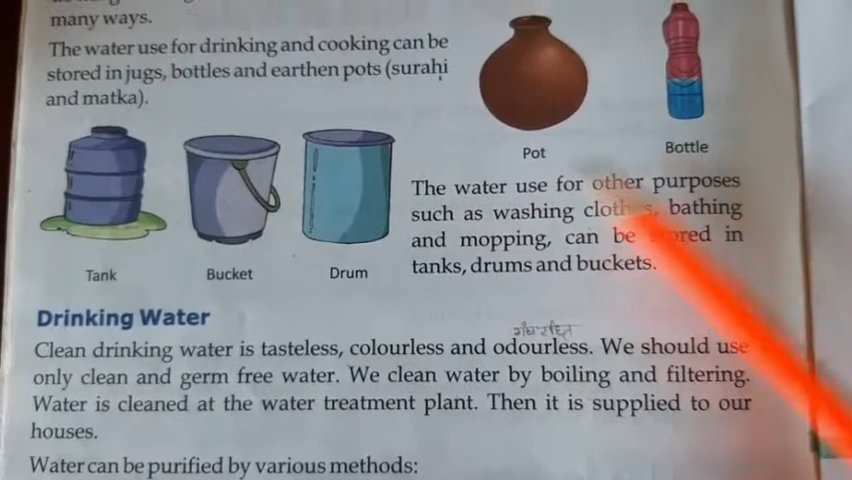 many ways.
The water use for drinking and cooking can be
stored in jugs, bottles and earthen pots (surahi
and matka).
Pot
Bottle
Tank
Bucket
Drum
The water use for other purposes
such as washing clothes, bathing
and mopping, can be stored in
tanks, drums and buckets.
Drinking Water
गंधरहित
Clean drinking water is tasteless, colourless and odourless. We should use
only clean and germ free water. We clean water by boiling and filtering.
Water is cleaned at the water treatment plant. Then it is supplied to our
houses.
Water can be purified by various methods: